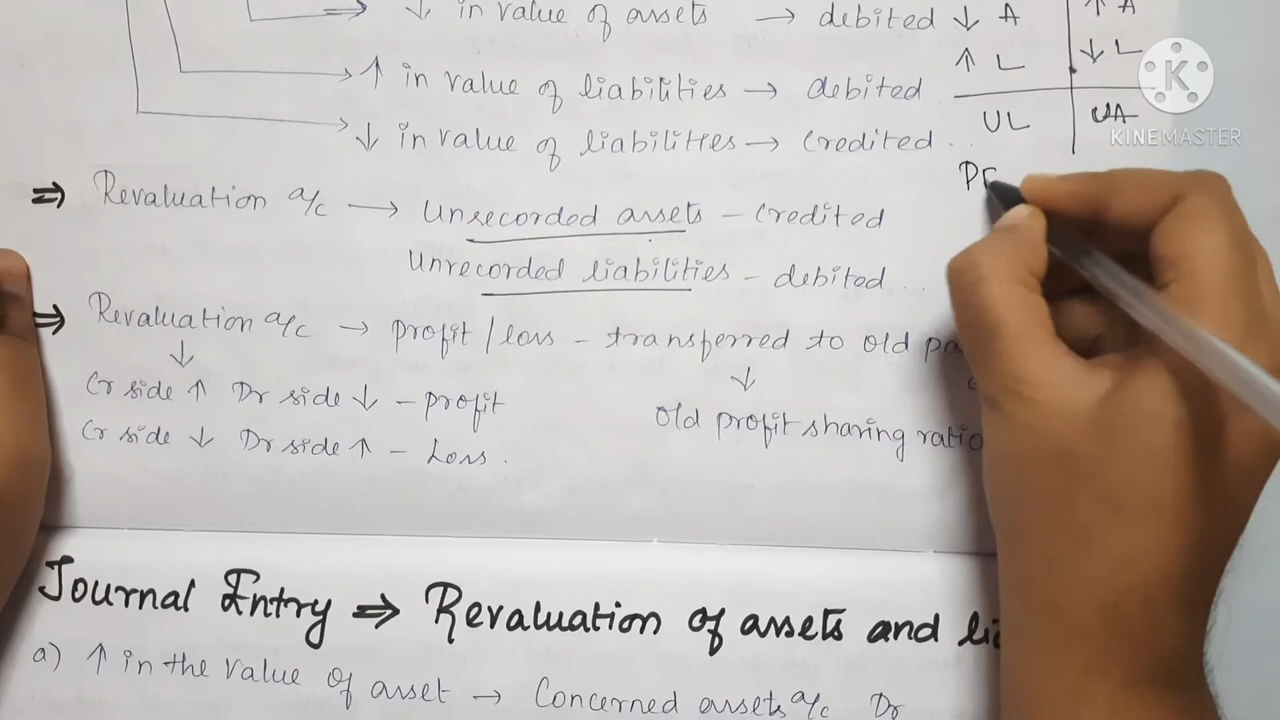 ↓ in value of assets → debited
↑ in value of liabilities → debited
↓ in value of liabilities → Credited ..
↓ A ↑ A
↑ L ↓ L
UL UA
KINEMASTER
⇒ Revaluation a/c → Unrecorded assets - Credited
Unrecorded liabilities - debited ..
⇒ Revaluation a/c → profit / loss - transferred to old
↓ ↓
Cr side ↑ Dr side ↓ - profit
Cr side ↓ Dr side ↑ - Loss .
Old profit sharing ratio
Journal Entry ⇒ Revaluation of assets and
a) ↑ in the value of asset → Concerned assets a/c Dr